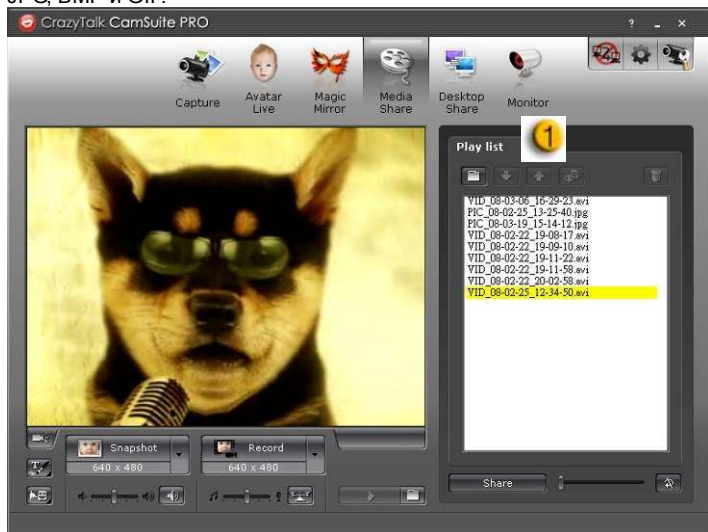 JPG, BMP и GIF.
CrazyTalk CamSuite PRO
? _ ×
Capture
Avatar Live
Magic Mirror
Media Share
Desktop Share
Monitor
1
Play list
VID_08-03-06_16-29-23.avi
PIC_08-02-25_13-25-40.jpg
PIC_08-03-19_15-14-12.jpg
VID_08-02-22_19-08-17.avi
VID_08-02-22_19-09-10.avi
VID_08-02-22_19-11-22.avi
VID_08-02-22_19-11-58.avi
VID_08-02-22_20-02-58.avi
VID_08-02-25_12-34-50.avi
Snapshot
640 x 480
Record
640 x 480
Share